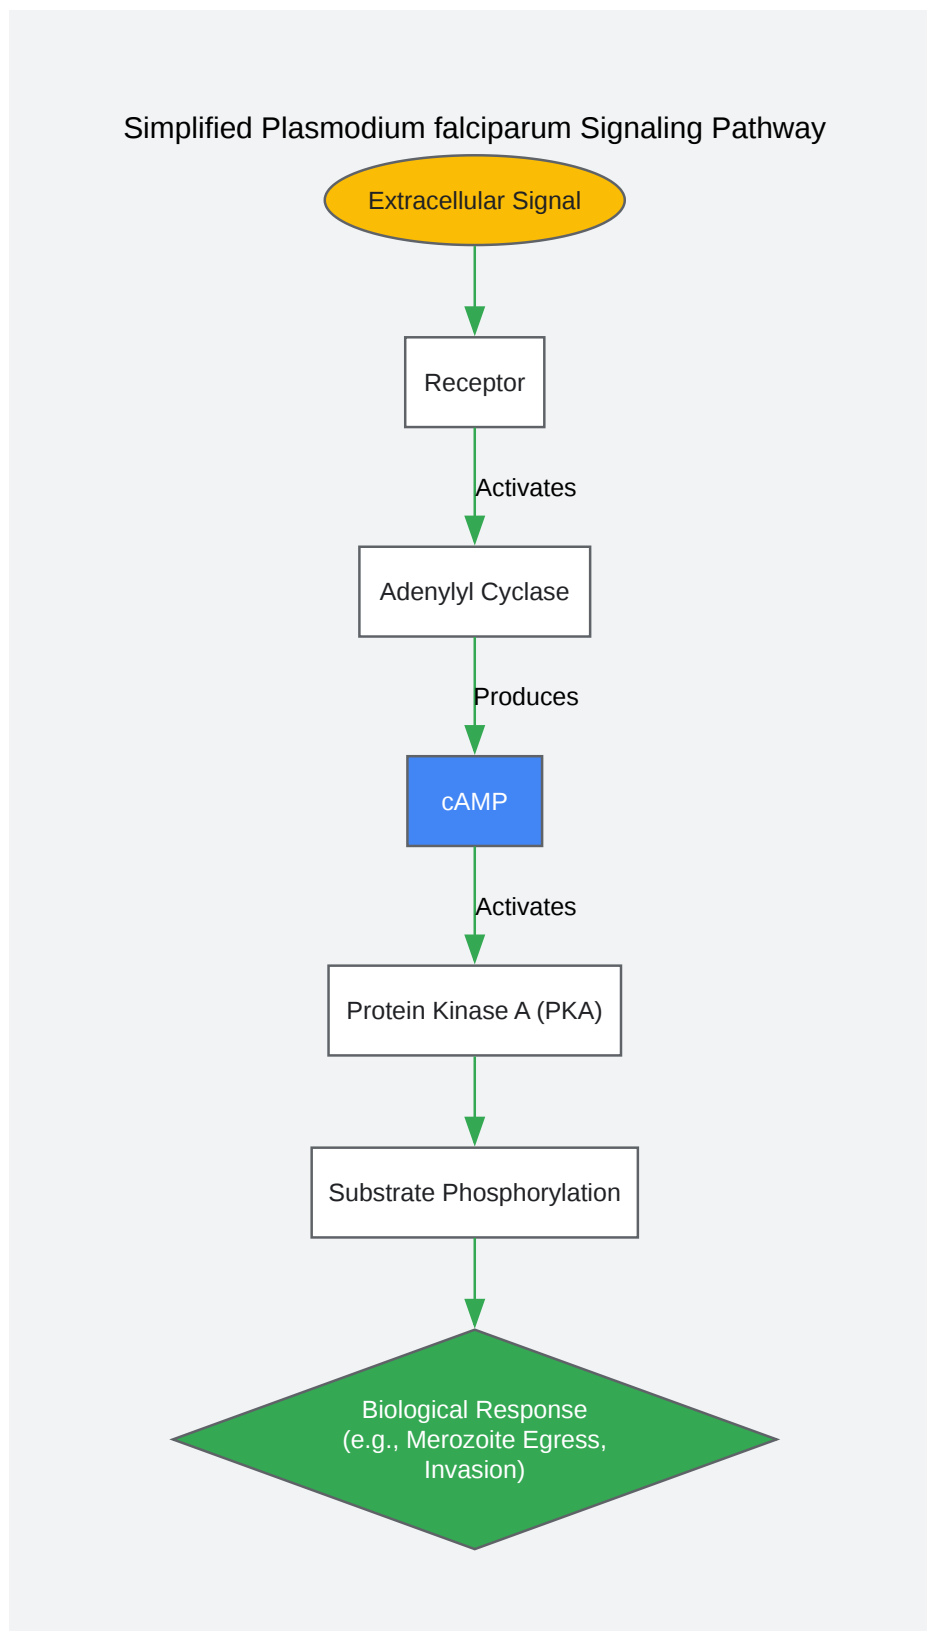 Simplified Plasmodium falciparum Signaling Pathway
Extracellular Signal
Receptor
Activates
Adenylyl Cyclase
Produces
cAMP
Activates
Protein Kinase A (PKA)
Substrate Phosphorylation
Biological Response
(e.g., Merozoite Egress,
Invasion)